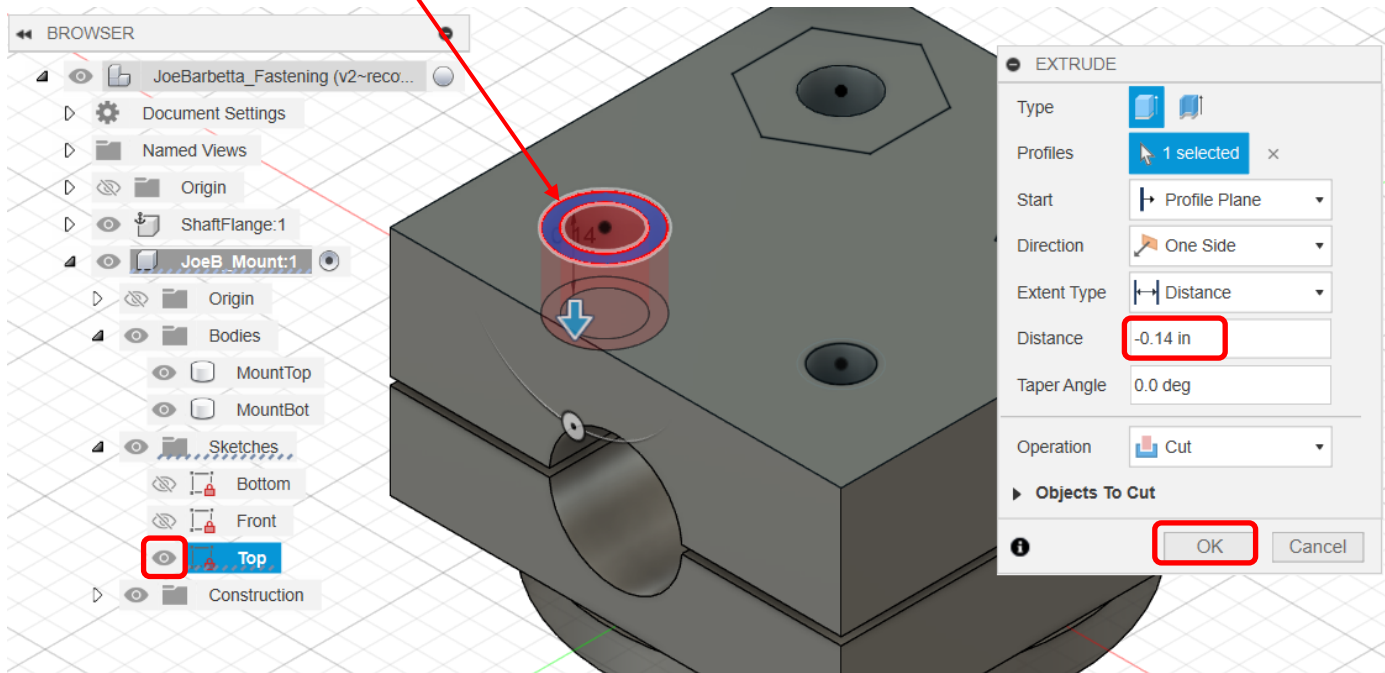 BROWSER
JoeBarbetta_Fastening (v2~reco...
Document Settings
Named Views
Origin
ShaftFlange:1
JoeB_Mount:1
Origin
Bodies
MountTop
MountBot
Sketches
Bottom
Front
Top
Construction
0.14
EXTRUDE
Type
Profiles 1 selected
Start Profile Plane
Direction One Side
Extent Type Distance
Distance -0.14 in
Taper Angle 0.0 deg
Operation Cut
Objects To Cut
OK Cancel